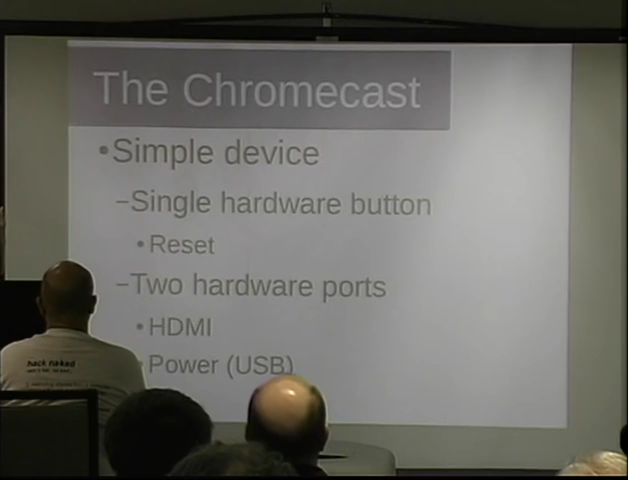 The Chromecast
•Simple device
–Single hardware button
•Reset
–Two hardware ports
•HDMI
•Power (USB)
hack naked